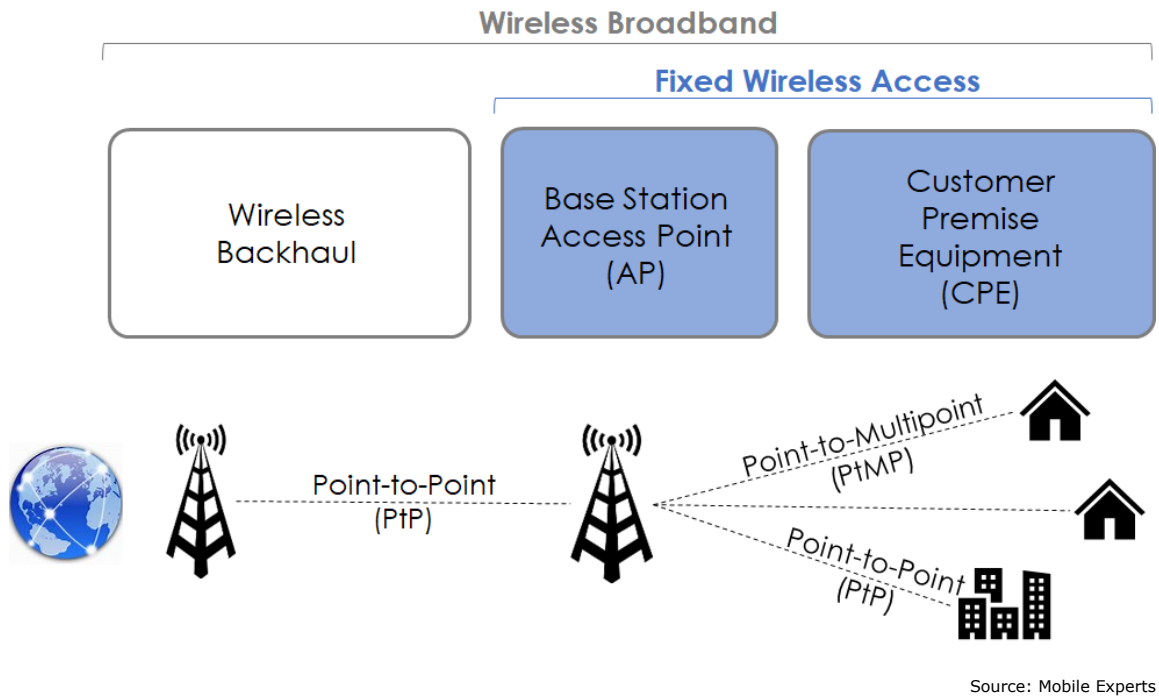 Wireless Broadband
Fixed Wireless Access
Wireless
Backhaul
Base Station
Access Point
(AP)
Customer
Premise
Equipment
(CPE)
Point-to-Point
(PtP)
Point-to-Multipoint
(PtMP)
Point-to-Point
(PtP)
Source: Mobile Experts